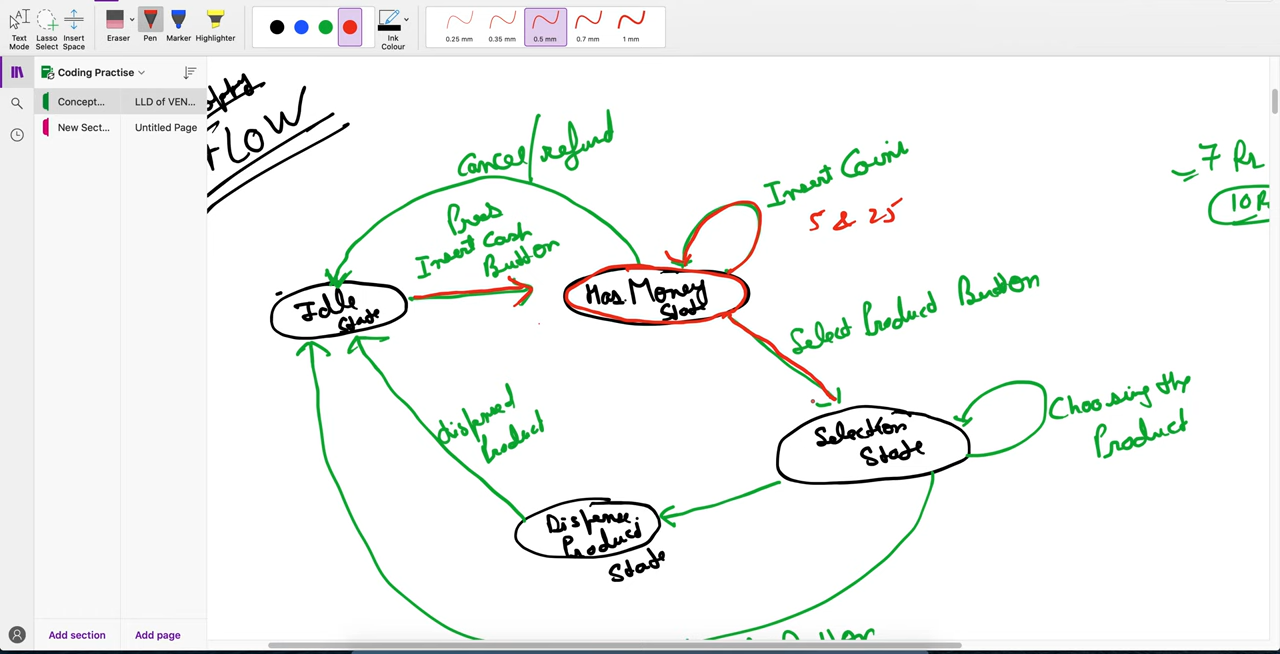 Text
Mode
Lasso
Select
Insert
Space
Eraser
Pen
Marker
Highlighter
Ink
Colour
0.25 mm
0.35 mm
0.5 mm
0.7 mm
1 mm
Coding Practise
Concept...
LLD of VEN...
New Sect...
Untitled Page
FLOW
Cancel/refund
Press
Insert Cash
Button
Insert Coins
5 & 25
7 Rs
10R
Idle
State
Has Money
State
Select Product Button
Selection
State
Choosing the
Product
dispensed
Product
Dispense
Product
State
Add section
Add page